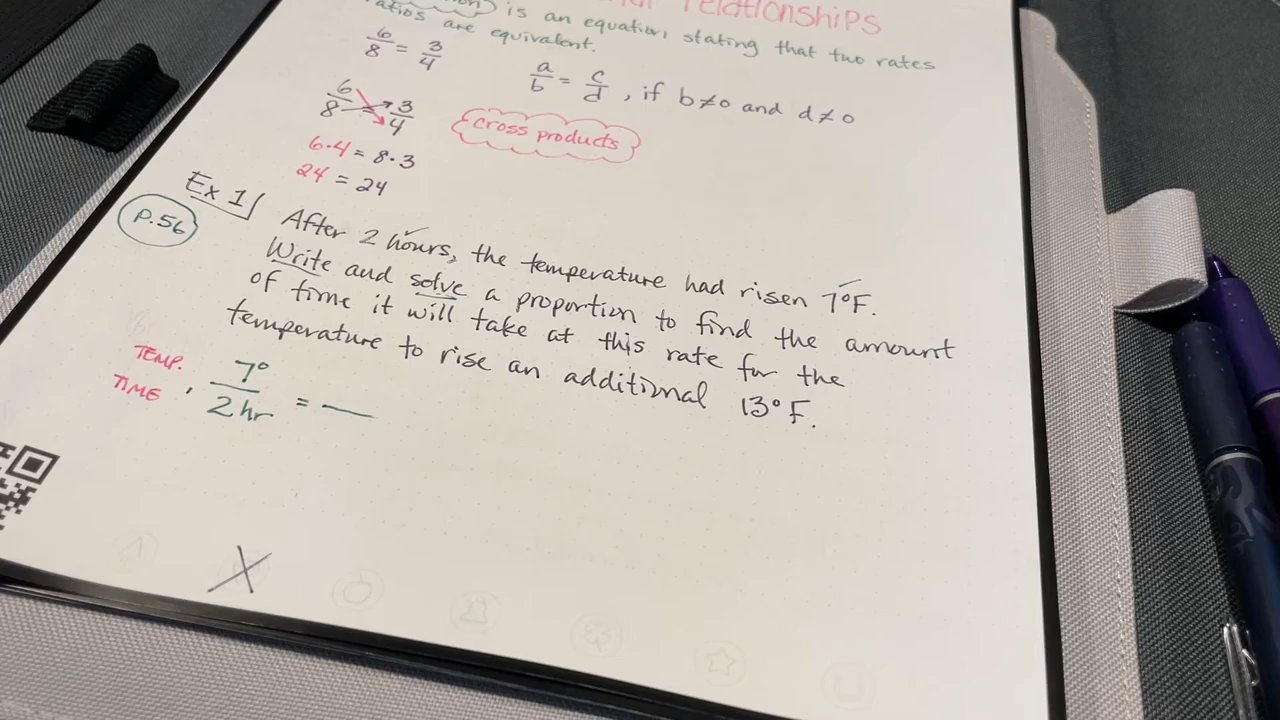 relationships
is an equation stating that two rates
ratios are equivalent.
6/8 = 3/4
a/b = c/d , if b≠0 and d≠0
6/8 = 3/4
cross products
6·4 = 8·3
24 = 24
Ex 1
P.56
After 2 hours, the temperature had risen 7°F.
Write and solve a proportion to find the amount
of time it will take at this rate for the
temperature to rise an additional 13°F.
TEMP.
TIME
7°/2 hr =